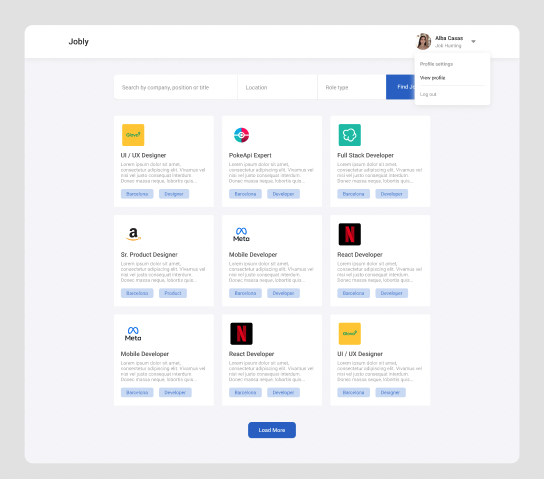 Jobly
Alba Casas
Job Hunting
Profile settings
View profile
Log out
Search by company, position or title
Location
Role type
Find Jo
Glovo
UI / UX Designer
Lorem ipsum dolor sit amet,
consectetur adipiscing elit. Vivamus vel
nisl vel justo consequat interdum.
Donec massa neque, lobortis quis...
Barcelona
Designer
PokeApi Expert
Lorem ipsum dolor sit amet,
consectetur adipiscing elit. Vivamus vel
nisl vel justo consequat interdum.
Donec massa neque, lobortis quis...
Barcelona
Developer
Full Stack Developer
Lorem ipsum dolor sit amet,
consectetur adipiscing elit. Vivamus vel
nisl vel justo consequat interdum.
Donec massa neque, lobortis quis...
Barcelona
Developer
a
Sr. Product Designer
Lorem ipsum dolor sit amet,
consectetur adipiscing elit. Vivamus vel
nisl vel justo consequat interdum.
Donec massa neque, lobortis quis...
Barcelona
Product
Meta
Mobile Developer
Lorem ipsum dolor sit amet,
consectetur adipiscing elit. Vivamus vel
nisl vel justo consequat interdum.
Donec massa neque, lobortis quis...
Barcelona
Developer
N
React Developer
Lorem ipsum dolor sit amet,
consectetur adipiscing elit. Vivamus vel
nisl vel justo consequat interdum.
Donec massa neque, lobortis quis...
Barcelona
Developer
Meta
Mobile Developer
Lorem ipsum dolor sit amet,
consectetur adipiscing elit. Vivamus vel
nisl vel justo consequat interdum.
Donec massa neque, lobortis quis...
Barcelona
Developer
N
React Developer
Lorem ipsum dolor sit amet,
consectetur adipiscing elit. Vivamus vel
nisl vel justo consequat interdum.
Donec massa neque, lobortis quis...
Barcelona
Developer
Glovo
UI / UX Designer
Lorem ipsum dolor sit amet,
consectetur adipiscing elit. Vivamus vel
nisl vel justo consequat interdum.
Donec massa neque, lobortis quis...
Barcelona
Designer
Load More